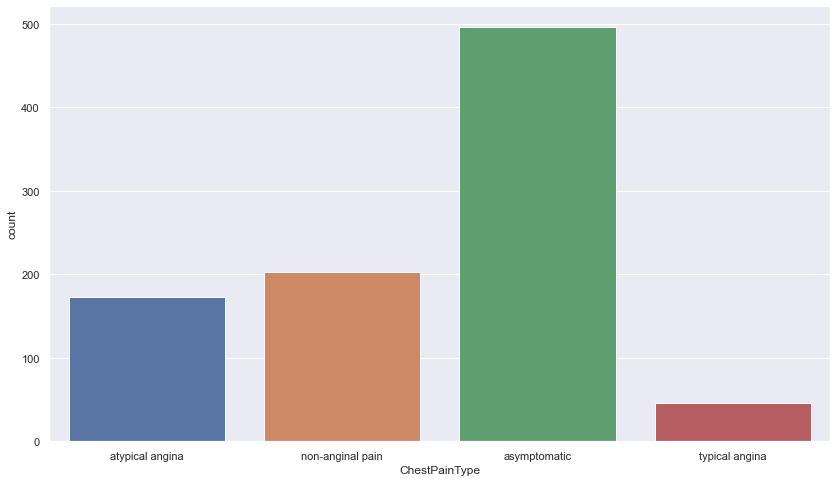 500
400
300
200
100
0
count
atypical angina
non-anginal pain
asymptomatic
typical angina
ChestPainType